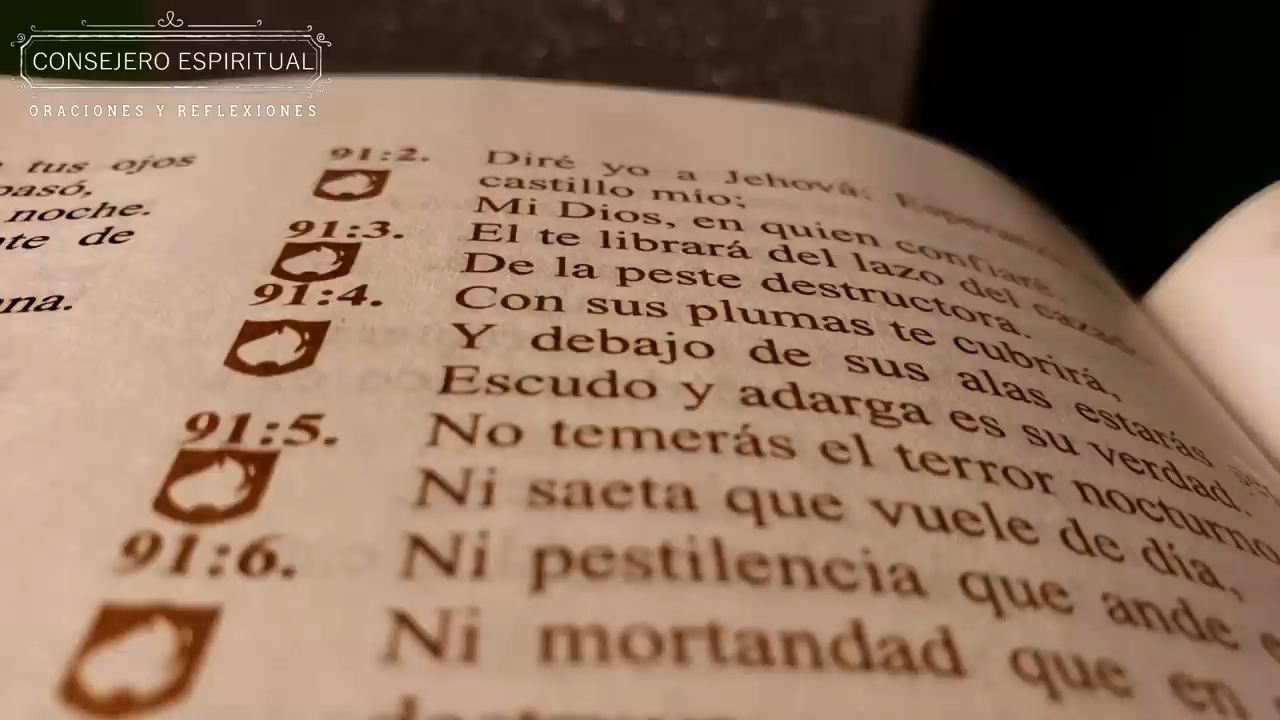 CONSEJERO ESPIRITUAL
ORACIONES Y REFLEXIONES
tus ojos
pasó,
noche.
de
91:2. Diré yo a Jehová:
castillo mío;
Mi Dios, en quien confiaré.
91:3. El te librará del lazo del
De la peste destructora.
91:4. Con sus plumas te cubrirá,
Y debajo de sus alas estarás
Escudo y adarga es su verdad.
91:5. No temerás el terror nocturno
Ni saeta que vuele de día,
91:6. Ni pestilencia que ande
Ni mortandad que en